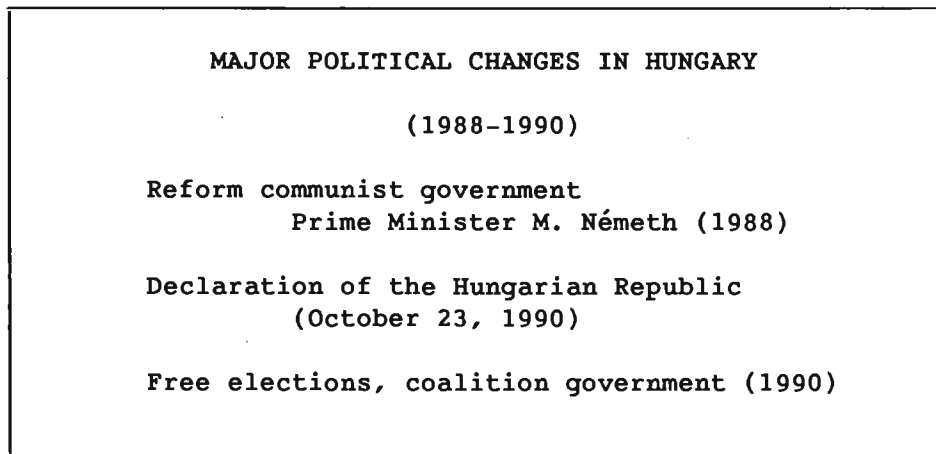 MAJOR POLITICAL CHANGES IN HUNGARY
(1988-1990)
Reform communist government
Prime Minister M. Németh (1988)
Declaration of the Hungarian Republic
(October 23, 1990)
Free elections, coalition government (1990)